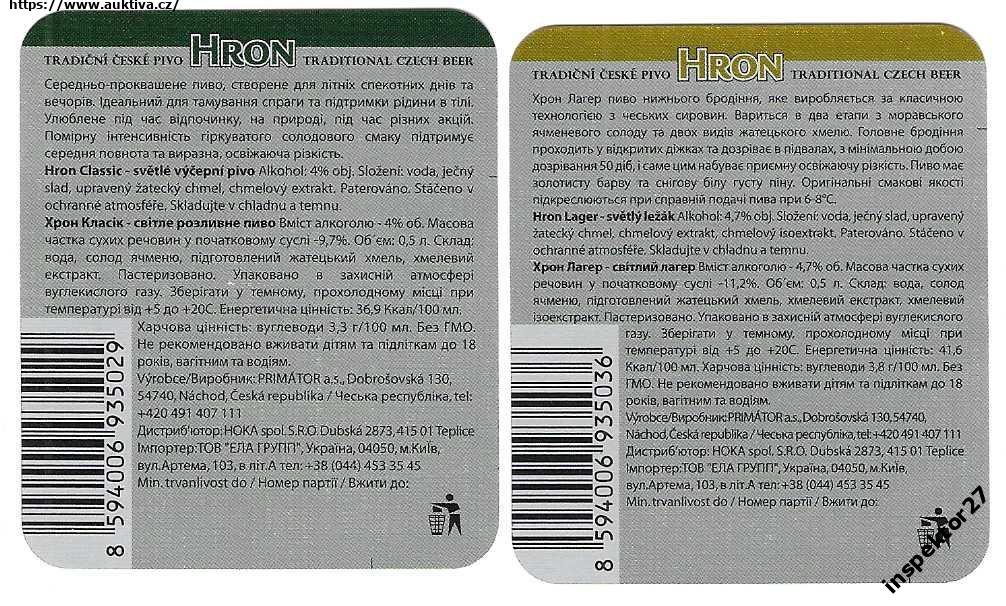 https://www.auktiva.cz/
TRADIČNÍ ČESKÉ PIVO HRON TRADITIONAL CZECH BEER
Середньо-проквашене пиво, створене для літніх спекотних днів та
вечорів. Ідеальний для тамування спраги та підтримки рідини в тілі.
Улюблене під час відпочинку, на природі, під час різних акцій.
Помірну інтенсивність гіркуватого солодового смаку підтримує
середня повнота та виразна, освіжаюча різкість.
Hron Classic - světlé výčerní pivo Alkohol: 4% obj. Složení: voda, ječný
slad, upravený žatecký chmel, chmelový extrakt. Paterováno. Stáčeno v
ochranné atmosféře. Skladujte v chladnu a temnu.
Хрон Класік - світле розливне пиво Вміст алкоголю - 4% об. Масова
частка сухих речовин у початковому суслі -9,7%. Об´єм: 0,5 л. Склад:
вода, солод ячменю, підготовлений жатецький хмель, хмелевий
екстракт. Пастеризовано. Упаковано в захисній атмосфері
вуглекислого газу. Зберігати у темному, прохолодному місці при
температурі від +5 до +20С. Енергетична цінність: 36,9 Ккал/100 мл.
Харчова цінність: вуглеводи 3,3 г/100 мл. Без ГМО.
Не рекомендовано вживати дітям та підліткам до 18
років, вагітним та водіям.
Výrobce/Виробник: PRIMÁTOR a.s., Dobrošovská 130,
54740, Náchod, Česká republika / Чеська республіка, tel:
+420 491 407 111
Дистриб'ютор: HOKA spol. S.R.O. Dubská 2873, 415 01 Teplice
Імпортер:ТОВ "ЕЛА ГРУПП", Україна, 04050, м.Київ,
вул.Артема, 103, в літ.А тел: +38 (044) 453 35 45
Min. trvanlivost do / Номер партії / Вжити до:
8 594006 935029
TRADIČNÍ ČESKÉ PIVO HRON TRADITIONAL CZECH BEER
Хрон Лагер пиво нижнього бродіння, яке виробляється за класичною
технологією з чеських сировин. Вариться в два етапи з моравського
ячменевого солоду та двох видів жатецького хмелю. Головне бродіння
проходить у відкритих діжках та дозріває в підвалах, з мінімальною добою
дозрівання 50 діб, і саме цим набуває приємну освіжаючу різкість. Пиво має
золотисту барву та снігову білу густу піну. Оригінальні смакові якості
підкреслюються при справній подачі пива при 6-8°С.
Hron Lager - světlý ležák Alkohol: 4,7% obj. Složení: voda, ječný slad, upravený
žatecký chmel, chmelový extrakt, chmelový isoextrakt. Paterováno. Stáčeno v
ochranné atmosféře. Skladujte v chladnu a temnu.
Хрон Лагер - світлий лагер Вміст алкоголю - 4,7% об. Масова частка сухих
речовин у початковому суслі -11,2%. Об´єм: 0,5 л. Склад: вода, солод
ячменю, підготовлений жатецький хмель, хмелевий екстракт, хмелевий
ізоекстракт. Пастеризовано. Упаковано в захисній атмосфері вуглекислого
газу. Зберігати у темному, прохолодному місці при
температурі від +5 до +20С. Енергетична цінність: 41,6
Ккал/100 мл. Харчова цінність: вуглеводи 3,8 г/100 мл. Без
ГМО. Не рекомендовано вживати дітям та підліткам до 18
років, вагітним та водіям.
Výrobce/Виробник:PRIMÁTOR a.s., Dobrošovská 130, 54740,
Náchod, Česká republika / Чеська республіка, tel:+420 491 407 111
Дистриб'ютор: HOKA spol. S.R.O. Dubská 2873, 415 01 Teplice
Імпортер:ТОВ "ЕЛА ГРУПП", Україна, 04050, м.Київ,
вул.Артема, 103, в літ.А тел: +38 (044) 453 35 45
Min. trvanlivost do / Номер партії / Вжити до:
8 594006 935036
inspektor27